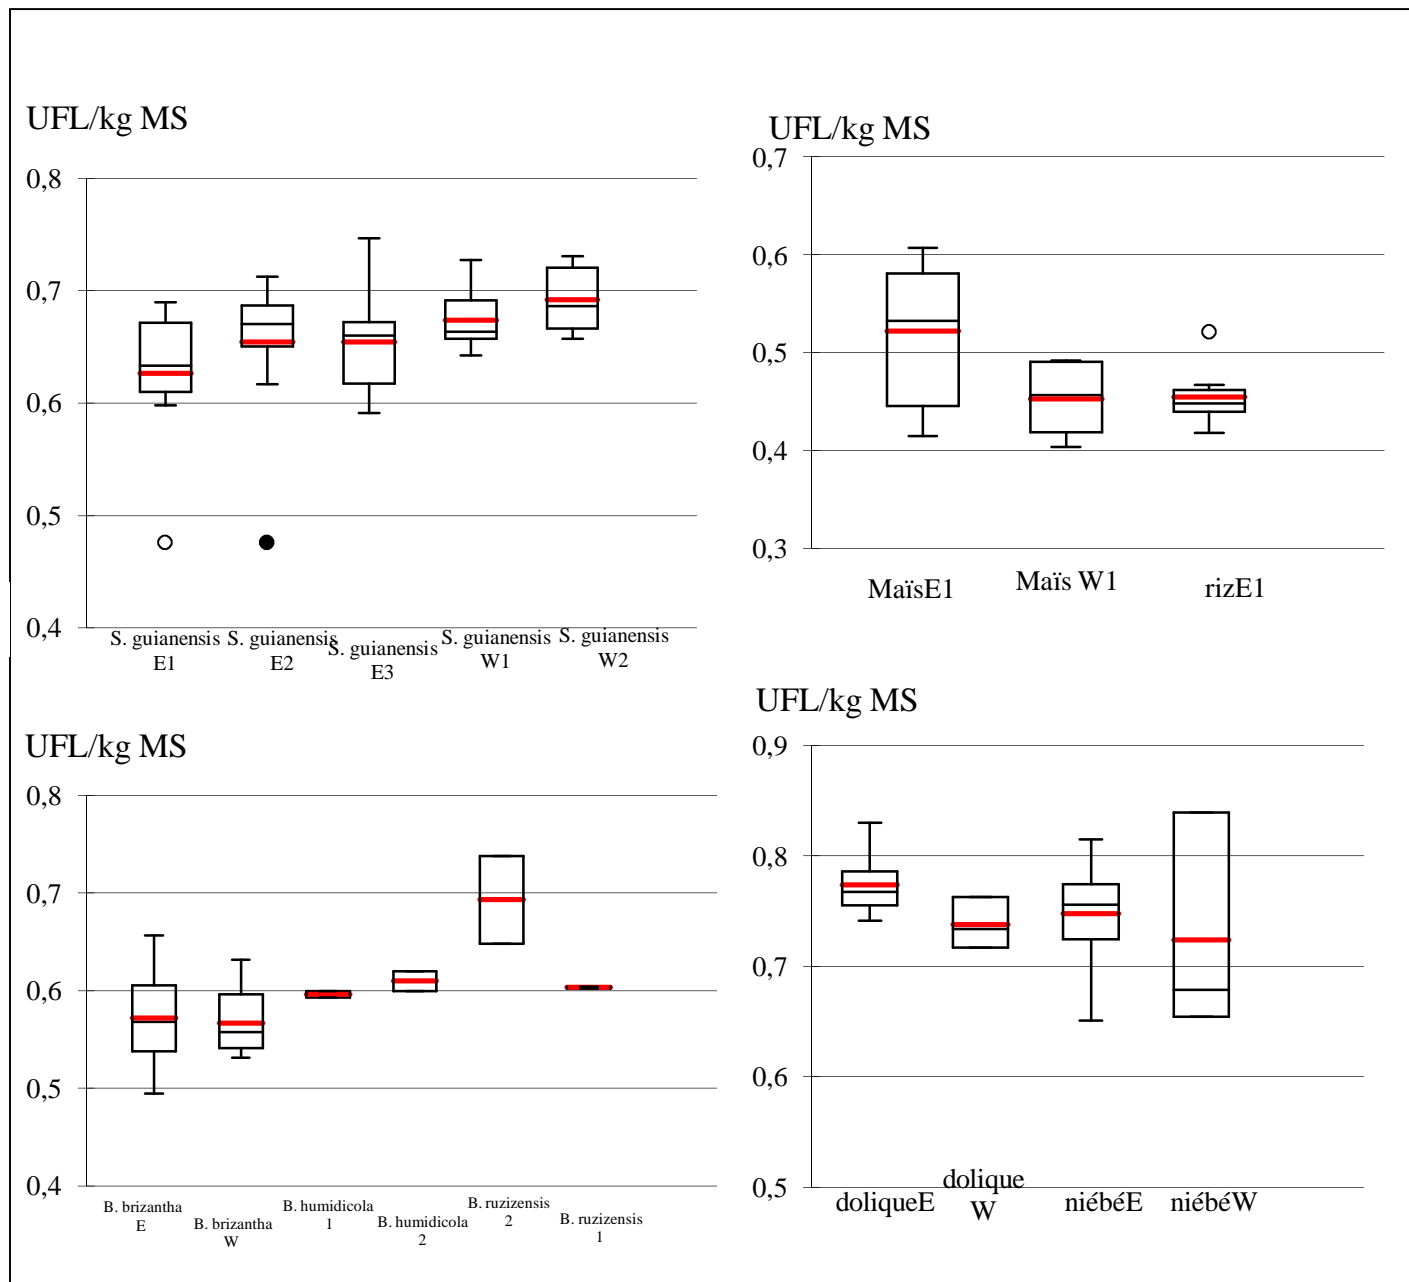 UFL/kg MS
0,8
0,7
0,6
0,5
0,4
S. guianensis
E1
S. guianensis
E2
S. guianensis
E3
S. guianensis
W1
S. guianensis
W2
UFL/kg MS
0,7
0,6
0,5
0,4
0,3
MaïsE1
Maïs W1
rizE1
UFL/kg MS
0,8
0,7
0,6
0,5
0,4
B. brizantha
E
B. brizantha
W
B. humidicola
1
B. humidicola
2
B. ruzizensis
2
B. ruzizensis
1
UFL/kg MS
0,9
0,8
0,7
0,6
0,5
doliqueE
dolique
W
niébéE
niébéW